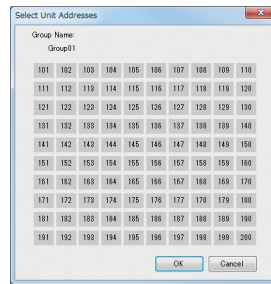 Select Unit Addresses
Group Name:
Group01
101 102 103 104 105 106 107 108 109 110
111 112 113 114 115 116 117 118 119 120
121 122 123 124 125 126 127 128 129 130
131 132 133 134 135 136 137 138 139 140
141 142 143 144 145 146 147 148 149 150
151 152 153 154 155 156 157 158 159 160
161 162 163 164 165 166 167 168 169 170
171 172 173 174 175 176 177 178 179 180
181 182 183 184 185 186 187 188 189 190
191 192 193 194 195 196 197 198 199 200
OK Cancel